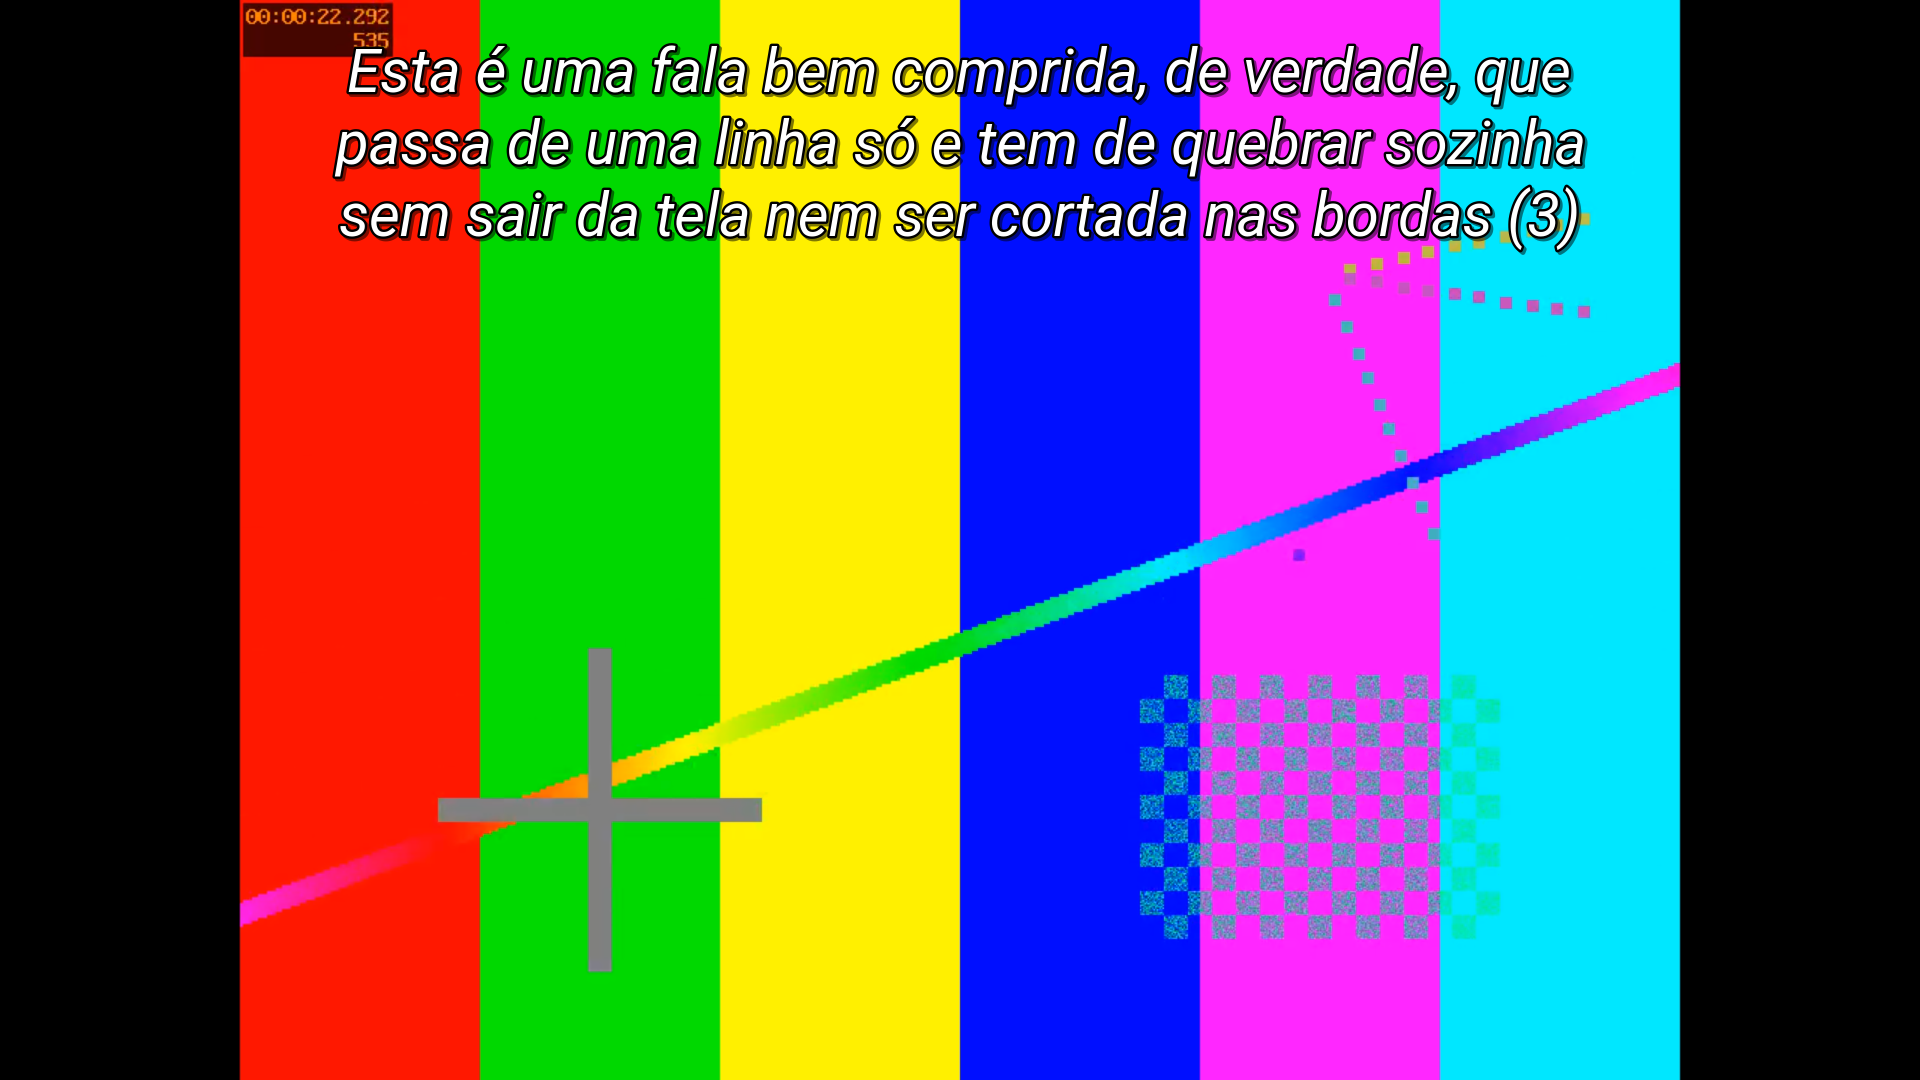 00:00:22.292
535
Esta é uma fala bem comprida, de verdade, que
passa de uma linha só e tem de quebrar sozinha
sem sair da tela nem ser cortada nas bordas (3)